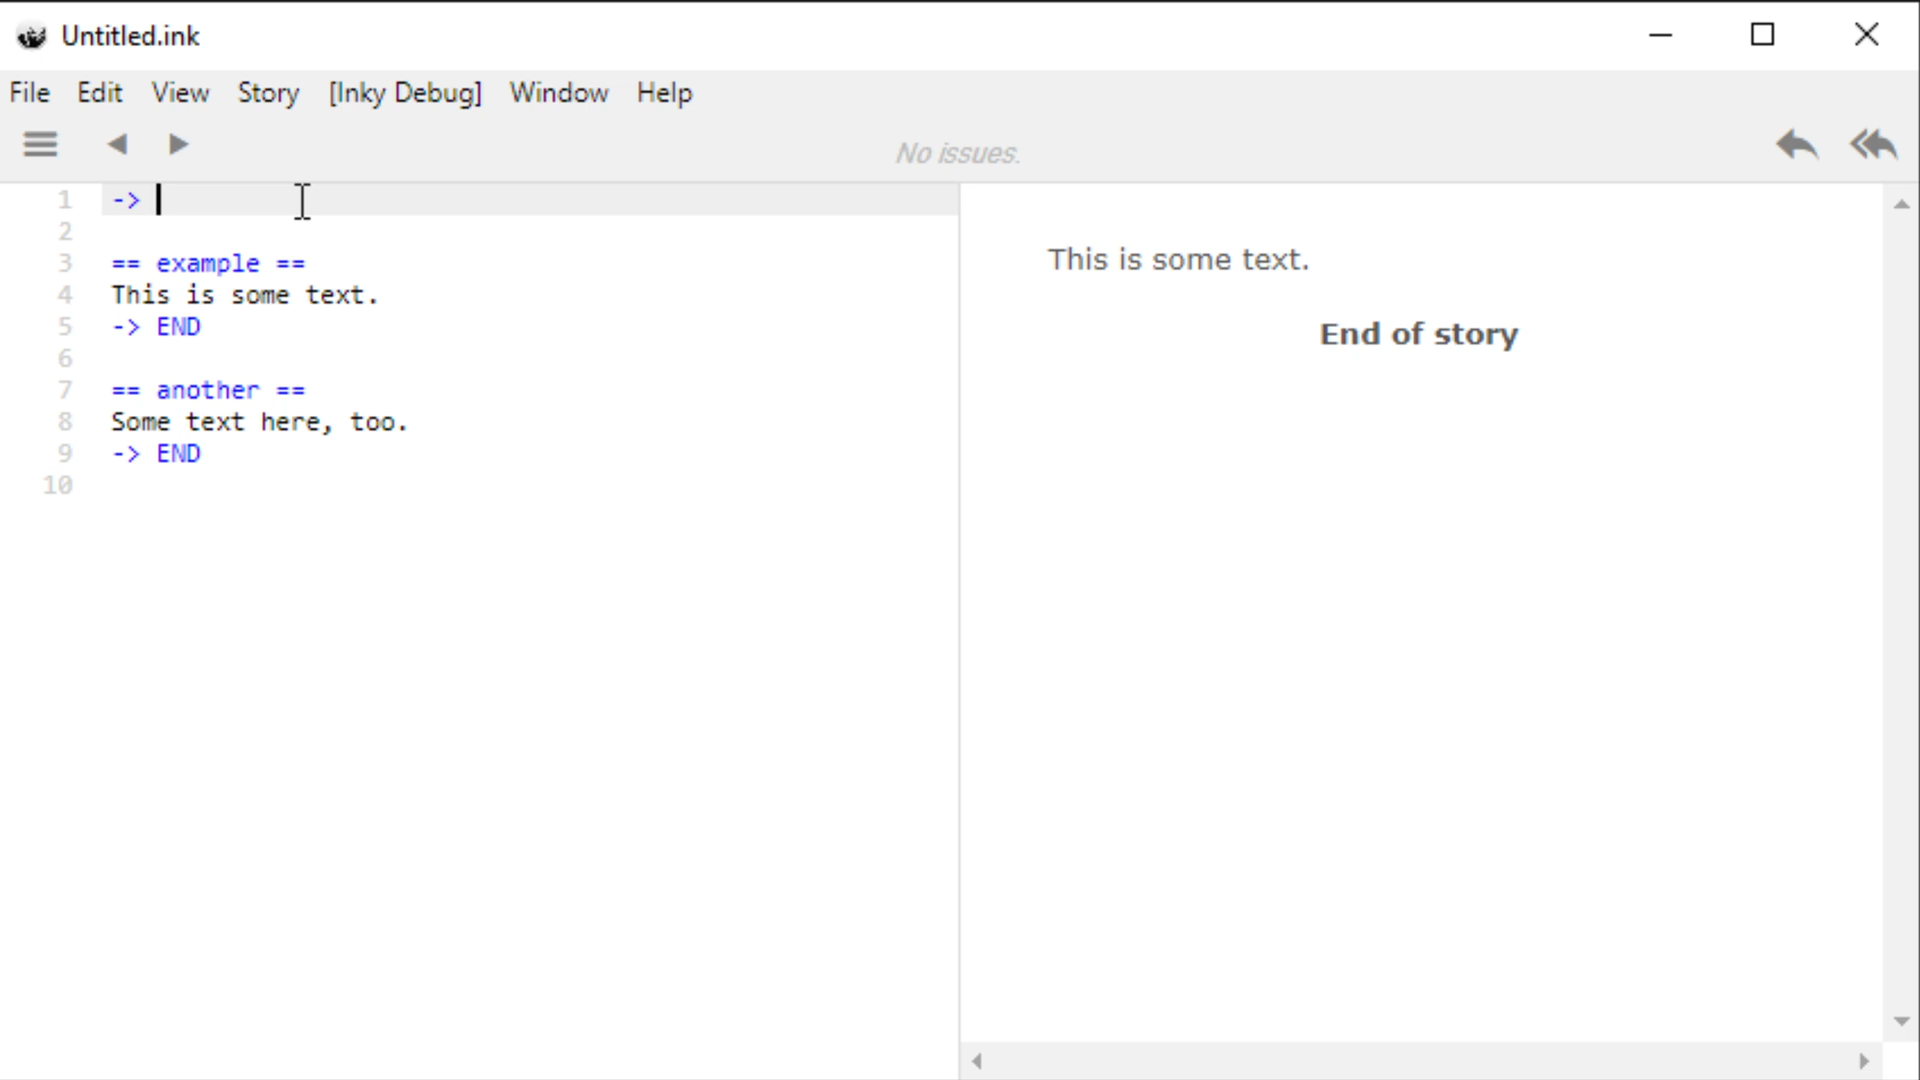 Untitled.ink
File Edit View Story [Inky Debug] Window Help
No issues.
1 ->
2
3 == example ==
4 This is some text.
5 -> END
6
7 == another ==
8 Some text here, too.
9 -> END
10
This is some text.
End of story